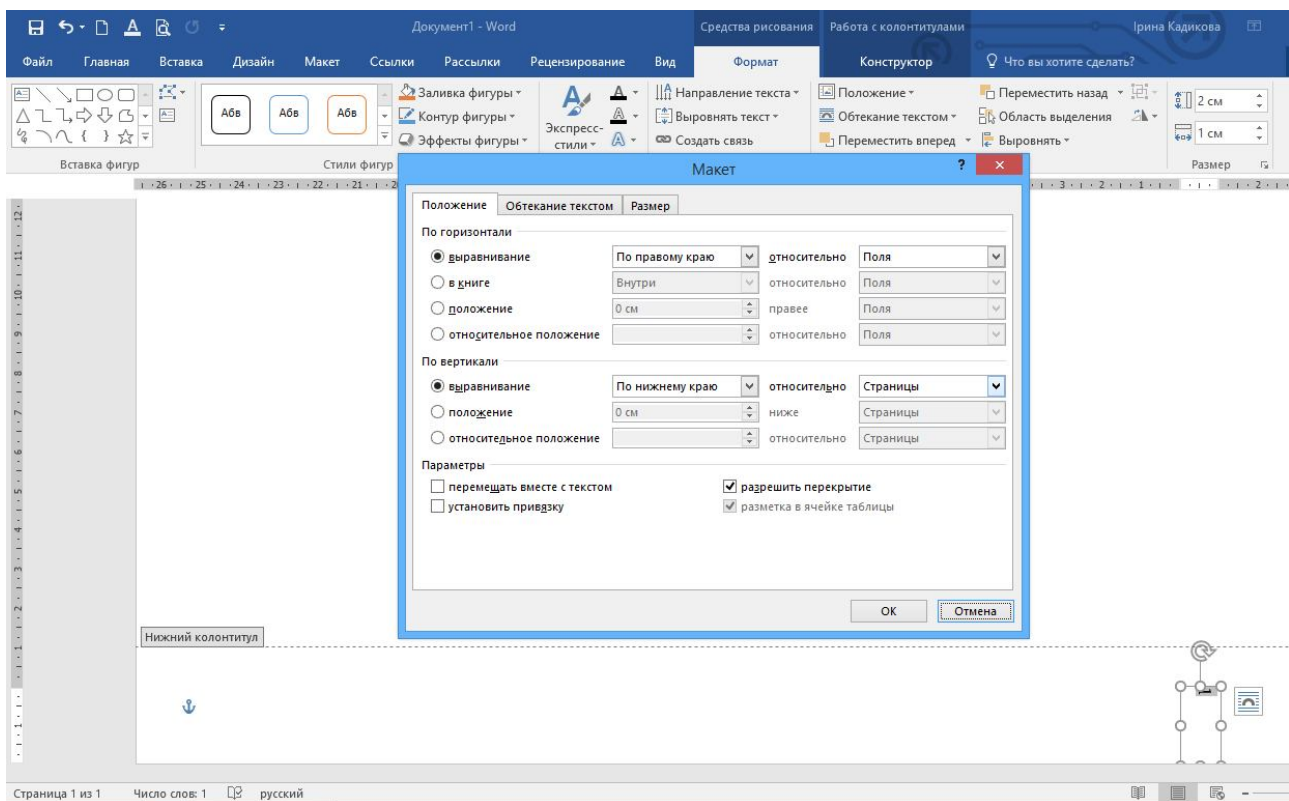 Документ1 - Word Средства рисования Работа с колонтитулами Ірина Кадикова
Файл Главная Вставка Дизайн Макет Ссылки Рассылки Рецензирование Вид Формат Конструктор Что вы хотите сделать?
Абв Абв Абв
Заливка фигуры
Контур фигуры
Эффекты фигуры
Экспресс-
стили
Направление текста
Выровнять текст
Создать связь
Положение
Обтекание текстом
Переместить вперед
Переместить назад
Область выделения
Выровнять
2 см
1 см
Вставка фигур Стили фигур Размер
Макет
Положение Обтекание текстом Размер
По горизонтали
выравнивание По правому краю относительно Поля
в книге Внутри относительно Поля
положение 0 см правее Поля
относительное положение относительно Поля
По вертикали
выравнивание По нижнему краю относительно Страницы
положение 0 см ниже Страницы
относительное положение относительно Страницы
Параметры
перемещать вместе с текстом разрешить перекрытие
установить привязку разметка в ячейке таблицы
ОК Отмена
Нижний колонтитул
Страница 1 из 1 Число слов: 1 русский